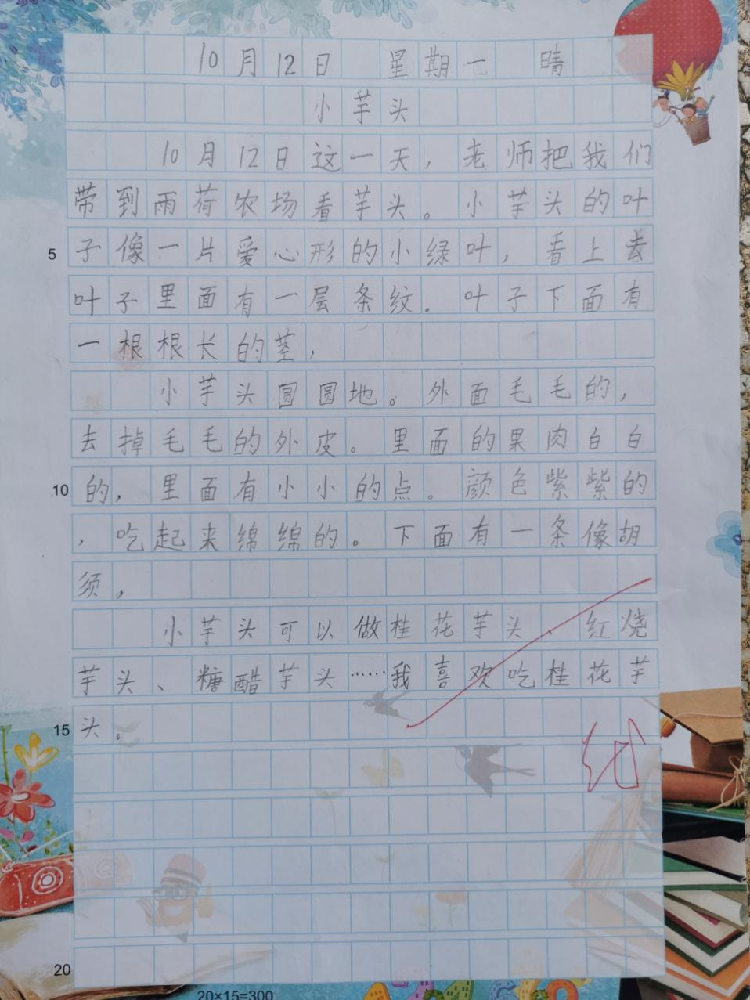 10月12日 星期一 晴
小芋头
10月12日这一天，老师把我们
带到雨荷农场看芋头。小芋头的叶
5 子像一片爱心形的小绿叶，看上去
叶子里面有一层条纹．叶子下面有
一根根长的茎，
小芋头圆圆地。外面毛毛的，
去掉毛毛的外皮。里面的果肉白白
10 的，里面有小小的点。颜色紫紫的
，吃起来绵绵的。下面有一条像胡
须，
小芋头可以做桂花芋头、红烧
芋头、糖醋芋头……我喜欢吃桂花芋
15 头。
20
20×15=300